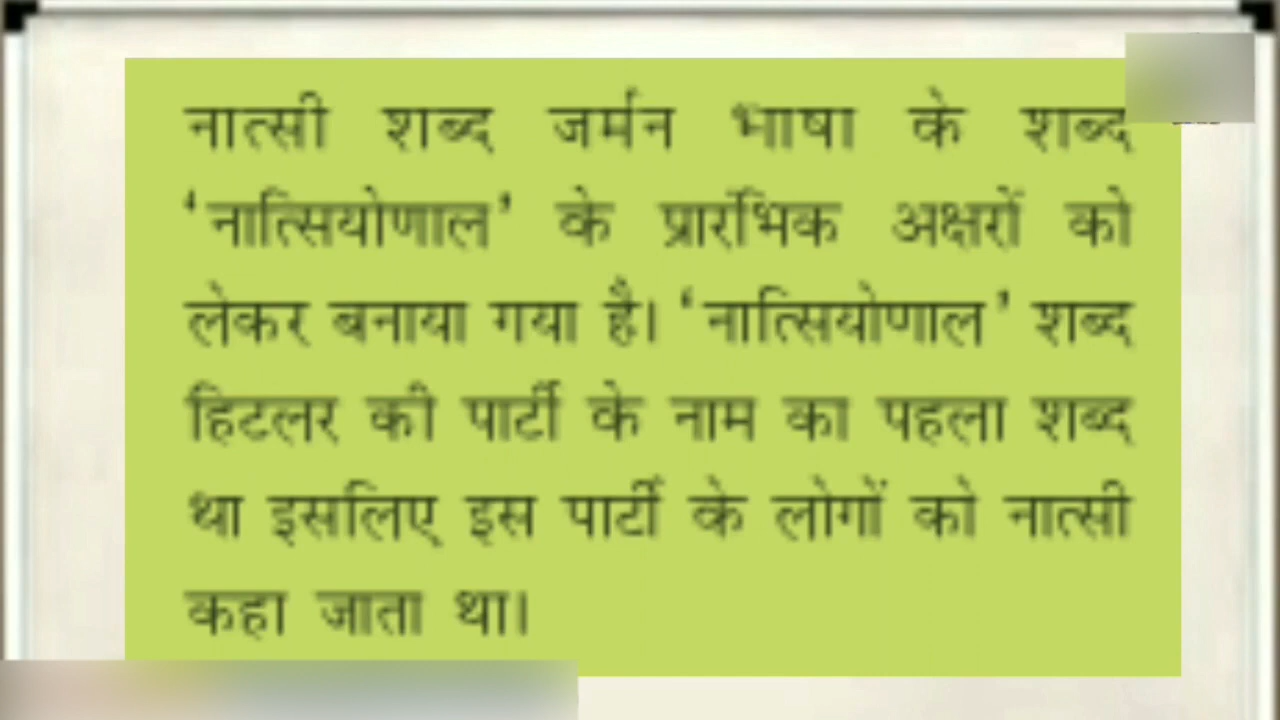 नात्सी शब्द जर्मन भाषा के शब्द
‘नात्सियोणाल’ के प्रारंभिक अक्षरों को
लेकर बनाया गया है। ‘नात्सियोणाल’ शब्द
हिटलर की पार्टी के नाम का पहला शब्द
था इसलिए इस पार्टी के लोगों को नात्सी
कहा जाता था।